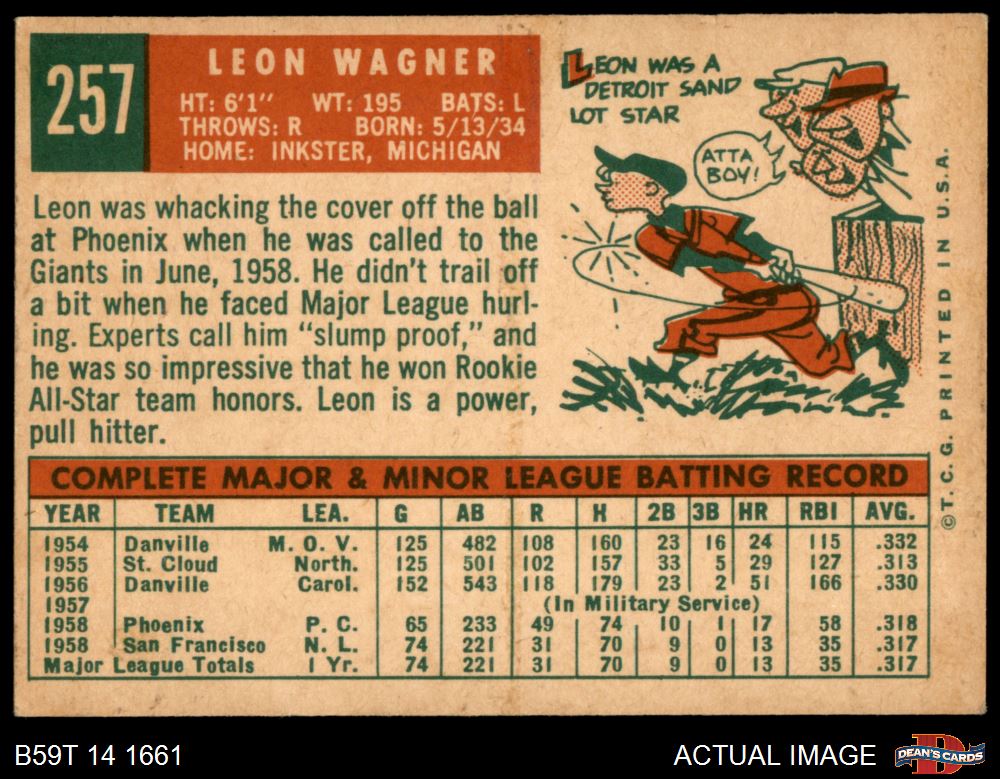 257
LEON WAGNER
HT: 6'1" WT: 195 BATS: L
THROWS: R BORN: 5/13/34
HOME: INKSTER, MICHIGAN
Leon was whacking the cover off the ball
at Phoenix when he was called to the
Giants in June, 1958. He didn't trail off
a bit when he faced Major League hurl-
ing. Experts call him "slump proof," and
he was so impressive that he won Rookie
All-Star team honors. Leon is a power,
pull hitter.
LEON WAS A
DETROIT SAND
LOT STAR
ATTA
BOY!
COMPLETE MAJOR & MINOR LEAGUE BATTING RECORD
YEAR TEAM LEA. G AB R H 2B 3B HR RBI AVG.
1954 Danville M. O. V. 125 482 108 160 23 16 24 115 .332
1955 St. Cloud North. 125 501 102 157 33 5 29 127 .313
1956 Danville Carol. 152 543 118 179 23 2 51 166 .330
1957 (In Military Service)
1958 Phoenix P. C. 65 233 49 74 10 1 17 58 .318
1958 San Francisco N. L. 74 221 31 70 9 0 13 35 .317
Major League Totals 1 Yr. 74 221 31 70 9 0 13 35 .317
©T. C. G. PRINTED IN U.S.A.
B59T 14 1661
ACTUAL IMAGE
DEAN'S CARDS